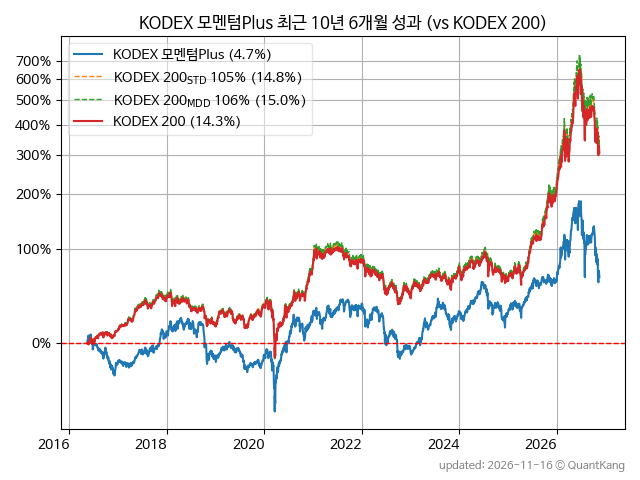 KODEX 모멘텀Plus 최근 10년 6개월 성과 (vs KODEX 200)
KODEX 모멘텀Plus (4.7%)
KODEX 200STD 105% (14.8%)
KODEX 200MDD 106% (15.0%)
KODEX 200 (14.3%)
700%
600%
500%
400%
300%
200%
100%
0%
2016 2018 2020 2022 2024 2026
updated: 2026-11-16 © QuantKang